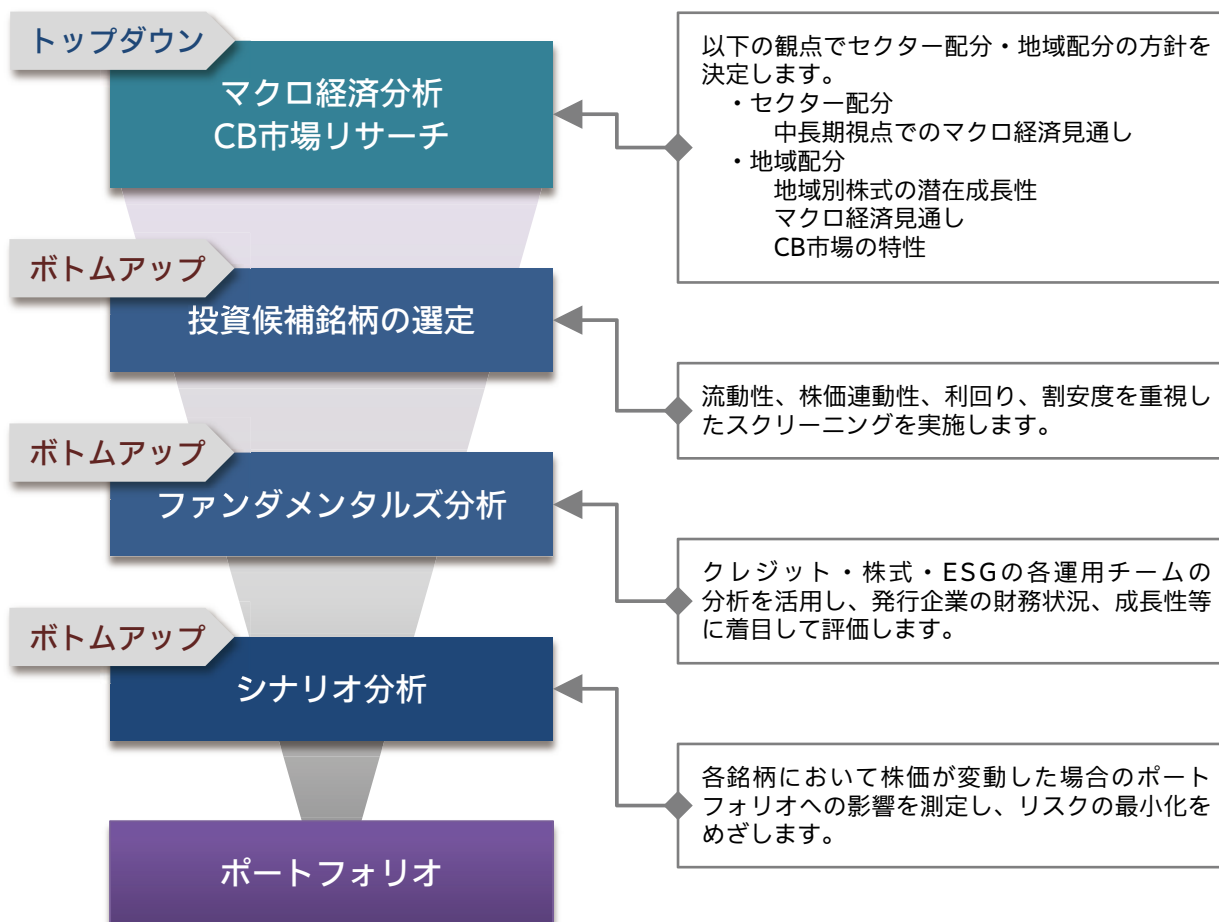 トップダウン
マクロ経済分析
CB市場リサーチ
以下の観点でセクター配分・地域配分の方針を
決定します。
・セクター配分
中長期視点でのマクロ経済見通し
・地域配分
地域別株式の潜在成長性
マクロ経済見通し
CB市場の特性
ボトムアップ
投資候補銘柄の選定
流動性、株価連動性、利回り、割安度を重視し
たスクリーニングを実施します。
ボトムアップ
ファンダメンタルズ分析
クレジット・株式・ESGの各運用チームの
分析を活用し、発行企業の財務状況、成長性等
に着目して評価します。
ボトムアップ
シナリオ分析
各銘柄において株価が変動した場合のポート
フォリオへの影響を測定し、リスクの最小化を
めざします。
ポートフォリオ